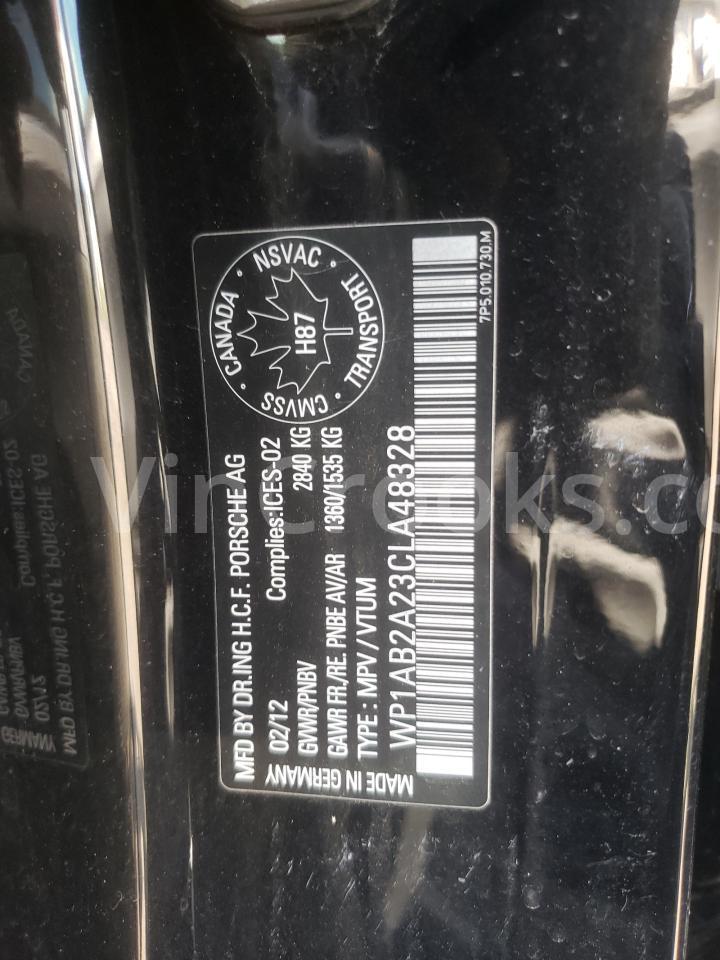 MFD BY DR.ING H.C.F. PORSCHE AG
02/12 Complies:ICES-02
GVWR/PNBV 2840 KG
GAWR FR./RE. PNBE AV/AR 1360/1535 KG
TYPE : MPV / VTUM
WP1AB2A23CLA48328
MADE IN GERMANY
CANADA · NSVAC · TRANSPORT · CMVSS ·
H87
7P5.010.730.M
VinCrooks.com